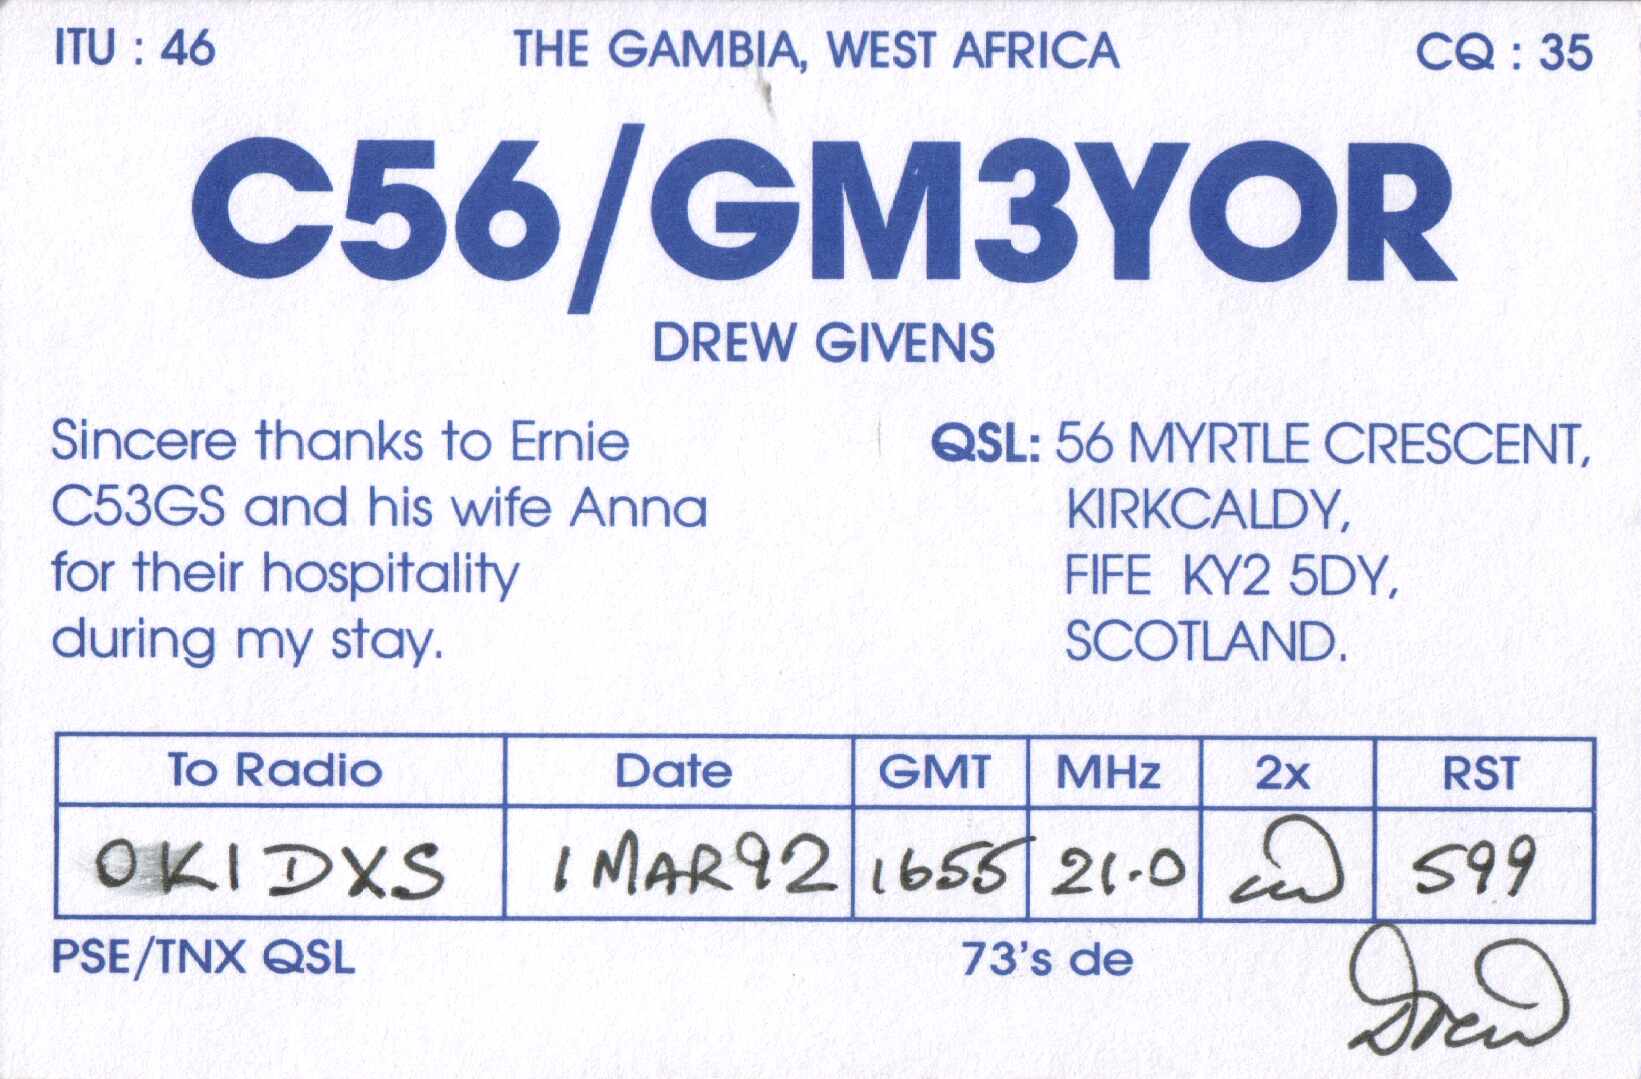 ITU : 46 THE GAMBIA, WEST AFRICA CQ : 35
C56/GM3YOR
DREW GIVENS
Sincere thanks to Ernie
C53GS and his wife Anna
for their hospitality
during my stay.
QSL: 56 MYRTLE CRESCENT,
KIRKCALDY,
FIFE KY2 5DY,
SCOTLAND.
To Radio Date GMT MHz 2x RST
OK1DXS 1 MAR 92 1655 21.0 599
PSE/TNX QSL 73's de Drew